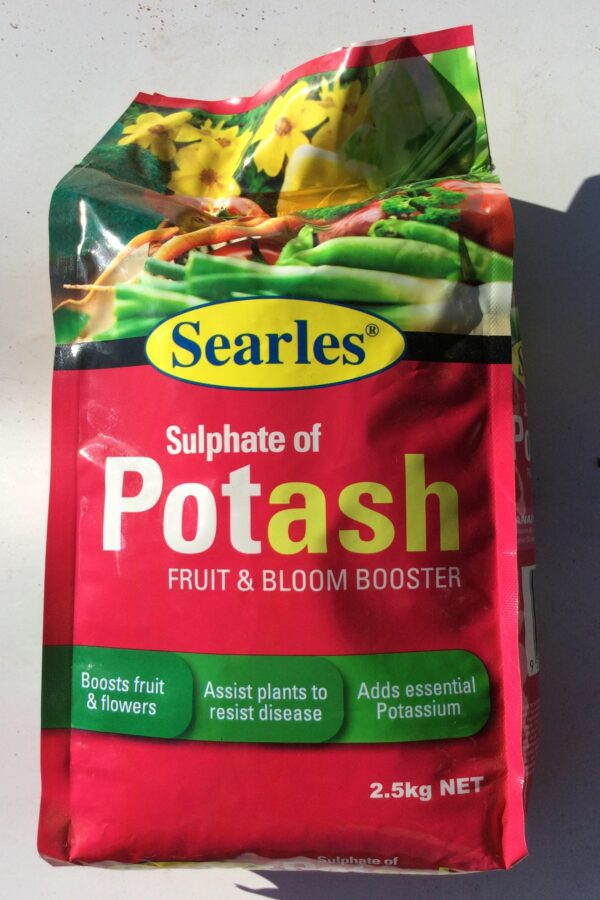 Searles®
Sulphate of
Potash
FRUIT & BLOOM BOOSTER
Boosts fruit
& flowers
Assist plants to
resist disease
Adds essential
Potassium
2.5kg NET
Sulphate of